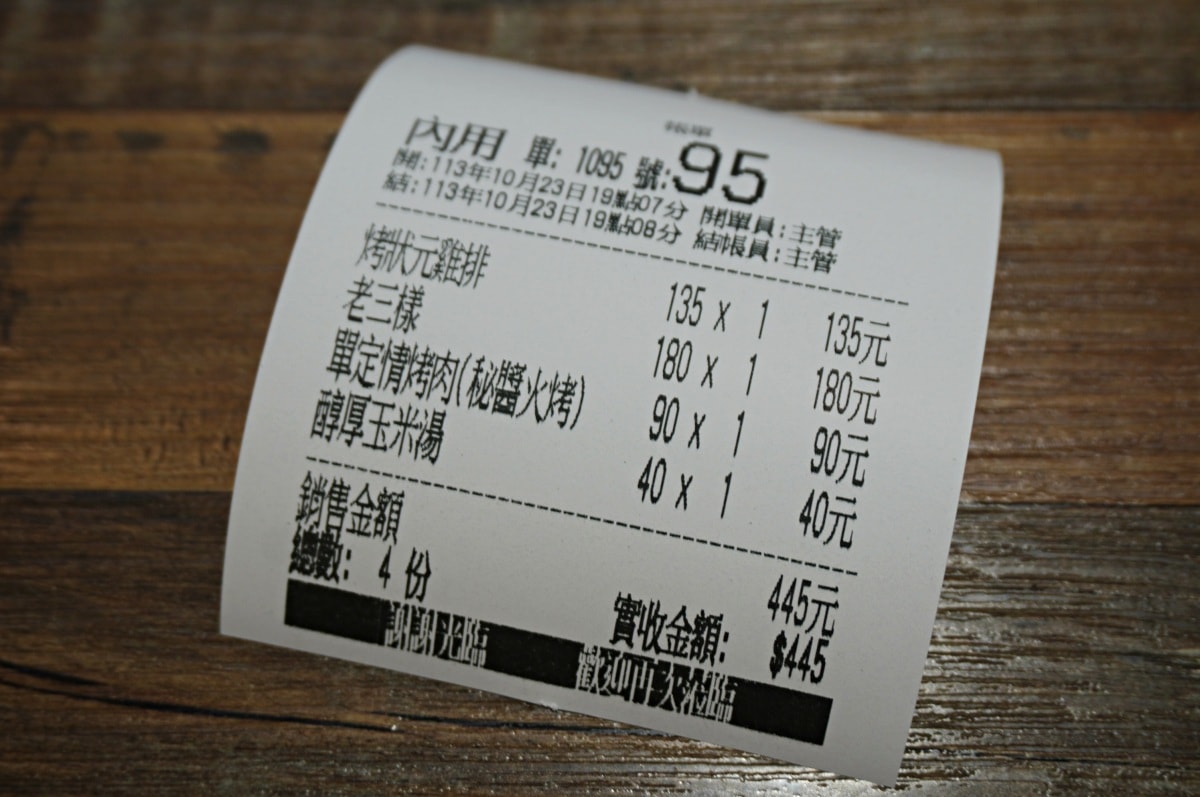 帳單
內用 單: 1095 號:95
開:113年10月23日19點07分 開單員:主管
結:113年10月23日19點08分 結帳員:主管
烤狀元雞排 135 x 1 135元
老三樣 180 x 1 180元
單定情烤肉(秘醬火烤) 90 x 1 90元
醇厚玉米湯 40 x 1 40元
銷售金額 445元
總數: 4 份 實收金額: $445
謝謝光臨 歡迎再次蒞臨